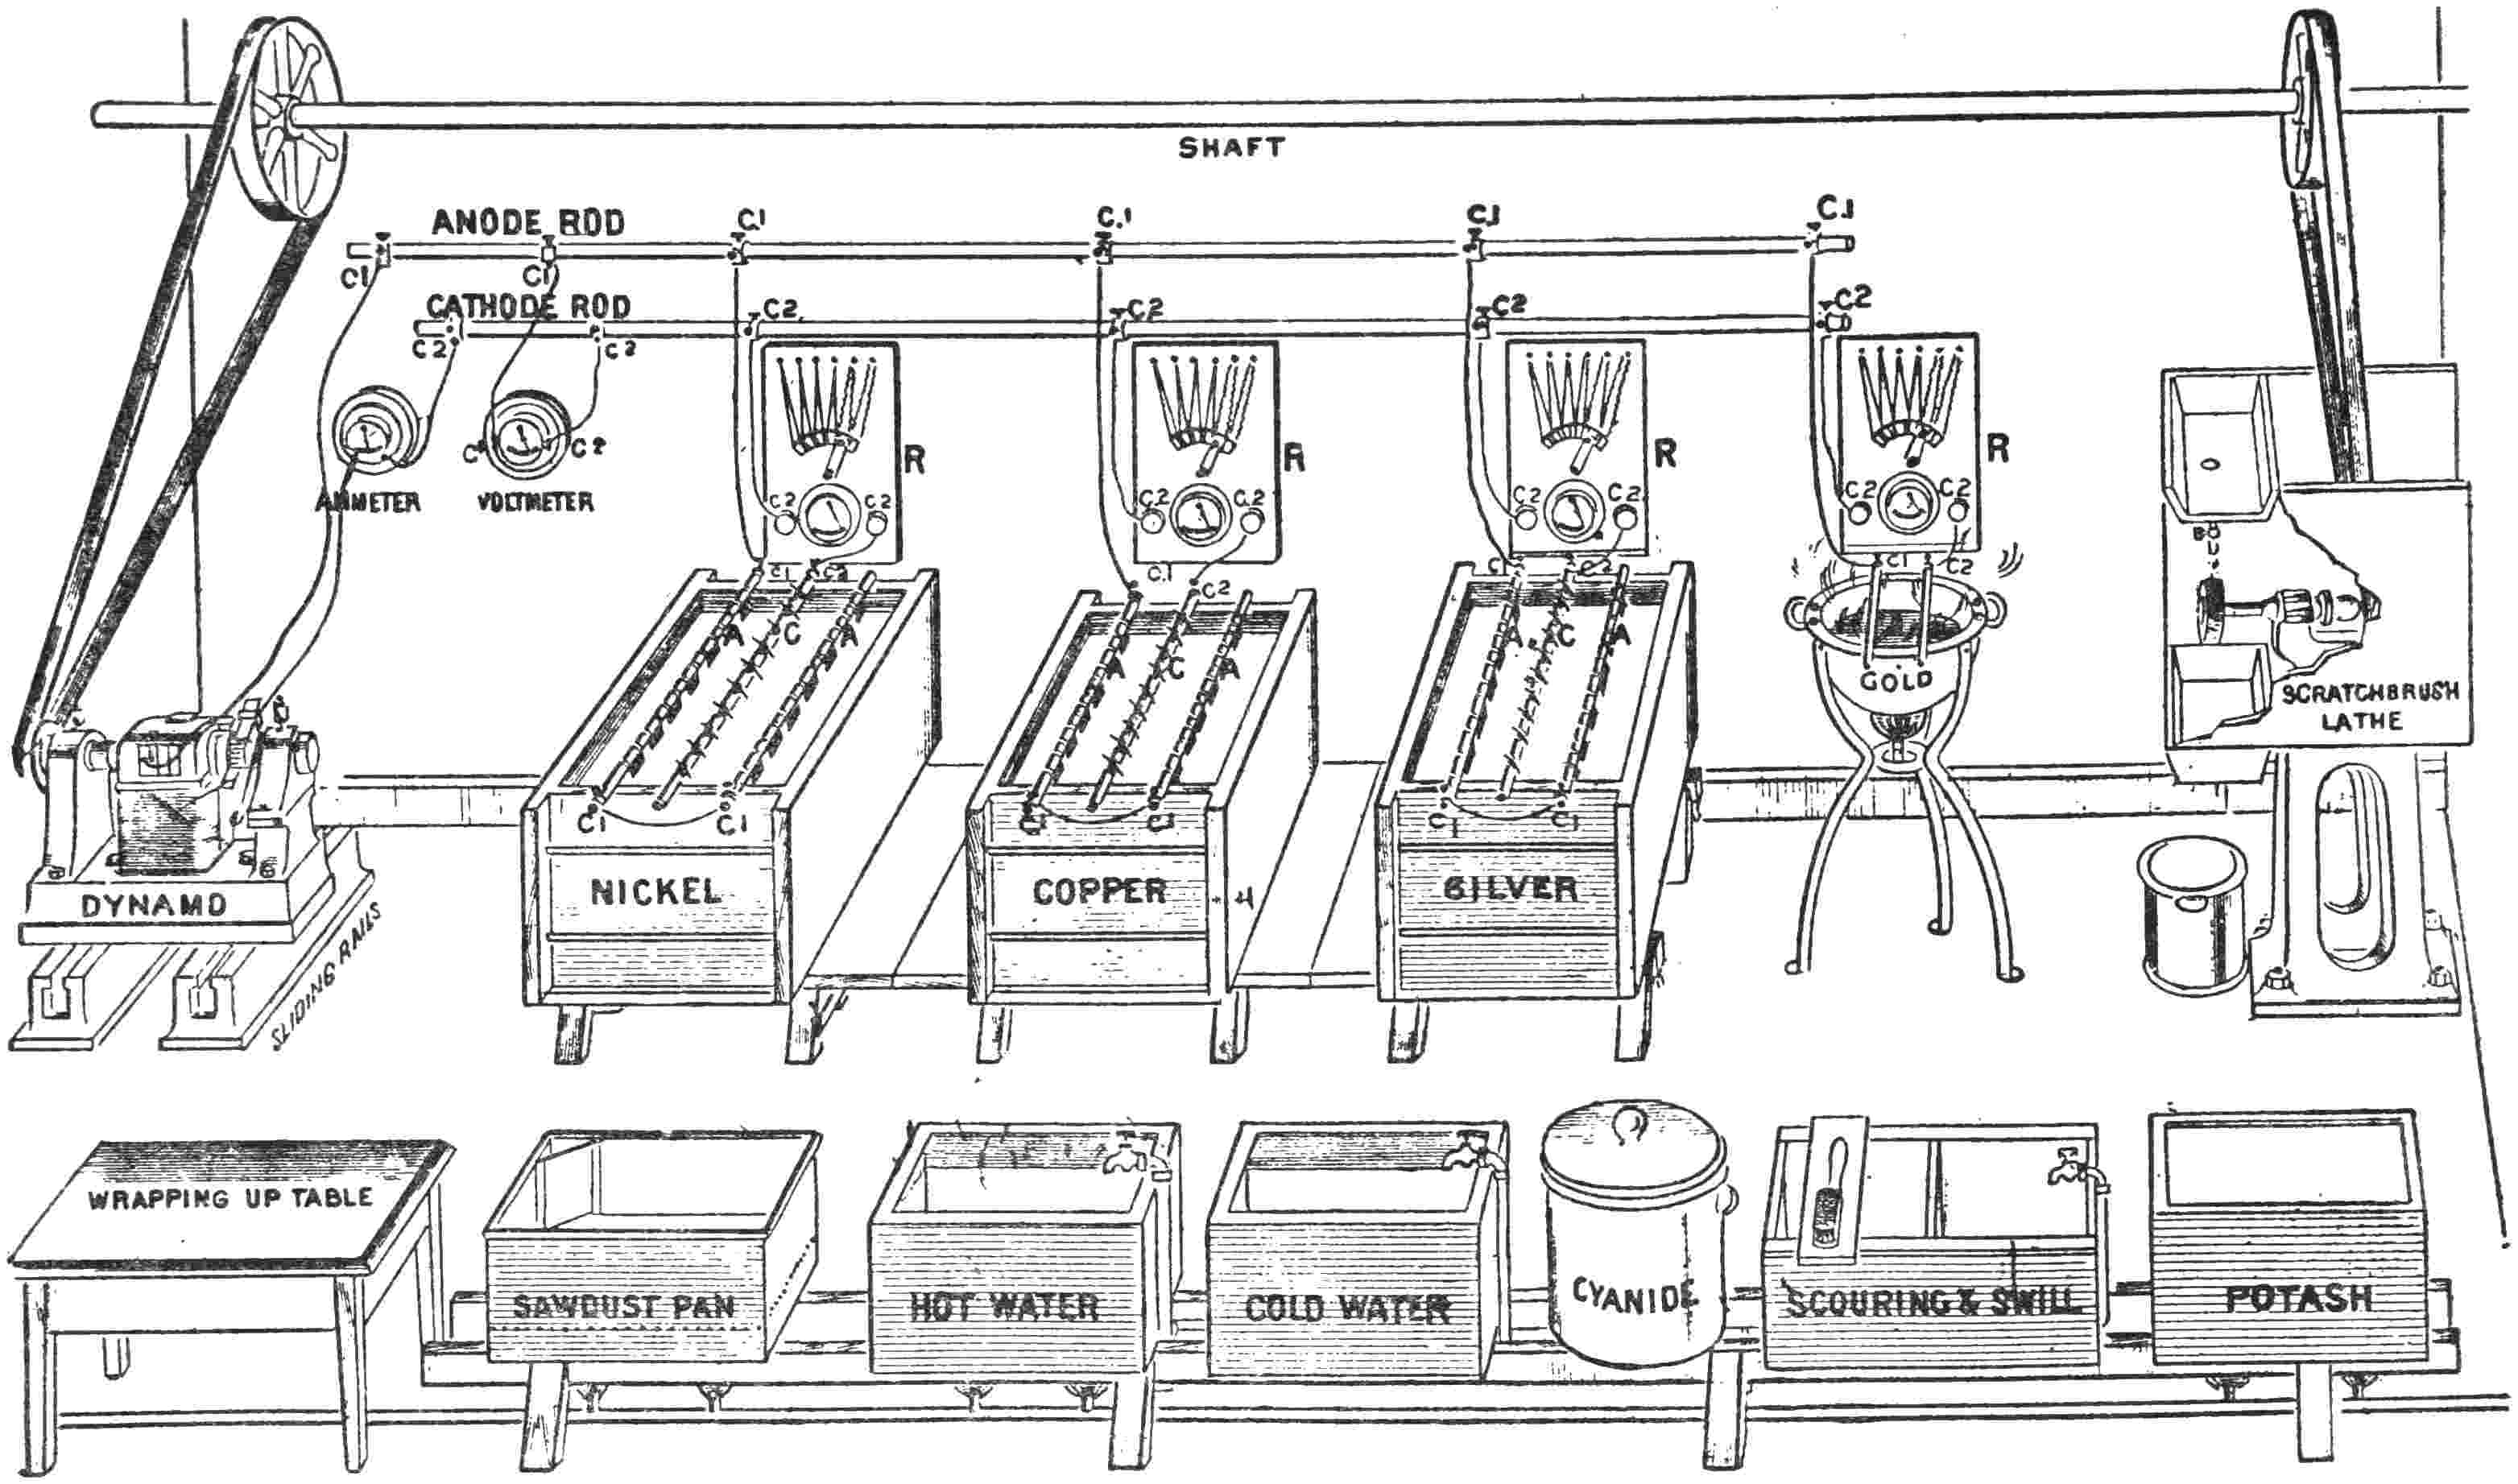 SHAFT
ANODE ROD
C.1
C.1
C.1
C.1
C1
C1
CATHODE ROD
C2
C2
C2
C2
C2
C2
C
C2
AMMETER
VOLTMETER
R
R
R
R
C2
C2
C2
C2
C2
C2
C2
C2
C1
C2
C1
C2
C1
C2
C1
C2
A
C
A
A
C
A
A
C
A
GOLD
SCRATCHBRUSH
LATHE
C1
C1
C1
C1
C1
C1
DYNAMO
SLIDING RAILS
NICKEL
COPPER
SILVER
WRAPPING UP TABLE
SAWDUST PAN
HOT WATER
COLD WATER
CYANIDE
SCOURING & SWILL
POTASH